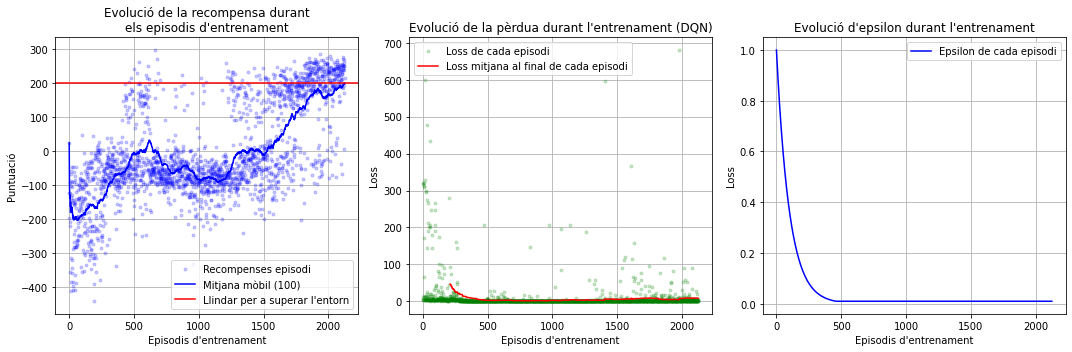 Evolució de la recompensa durant
els episodis d'entrenament
300
200
100
0
−100
−200
−300
−400
Puntuació
0
500
1000
1500
2000
Episodis d'entrenament
Recompenses episodi
Mitjana mòbil (100)
Llindar per a superar l'entorn
Evolució de la pèrdua durant l'entrenament (DQN)
700
600
500
400
300
200
100
0
Loss
0
500
1000
1500
2000
Episodis d'entrenament
Loss de cada episodi
Loss mitjana al final de cada episodi
Evolució d'epsilon durant l'entrenament
1.0
0.8
0.6
0.4
0.2
0.0
Loss
0
500
1000
1500
2000
Episodis d'entrenament
Epsilon de cada episodi